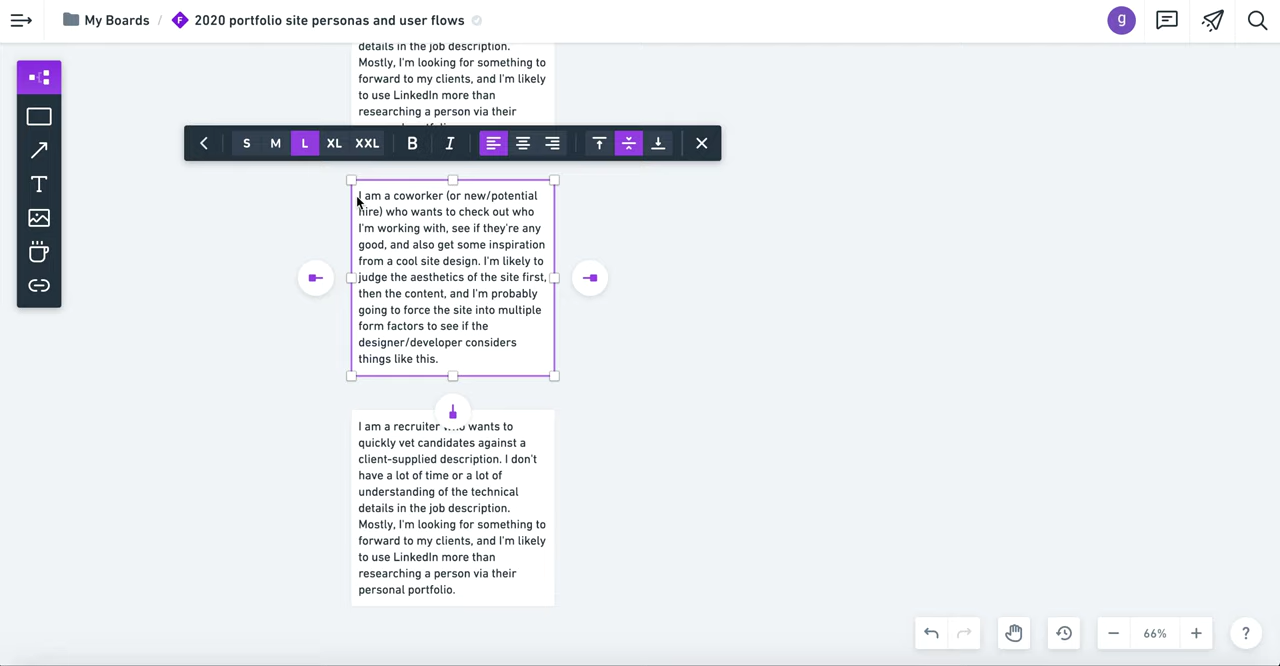 My Boards / F 2020 portfolio site personas and user flows
g
details in the job description.
Mostly, I'm looking for something to
forward to my clients, and I'm likely
to use LinkedIn more than
researching a person via their
S M L XL XXL B I
T
I am a coworker (or new/potential
hire) who wants to check out who
I'm working with, see if they're any
good, and also get some inspiration
from a cool site design. I'm likely to
judge the aesthetics of the site first,
then the content, and I'm probably
going to force the site into multiple
form factors to see if the
designer/developer considers
things like this.
I am a recruiter who wants to
quickly vet candidates against a
client-supplied description. I don't
have a lot of time or a lot of
understanding of the technical
details in the job description.
Mostly, I'm looking for something to
forward to my clients, and I'm likely
to use LinkedIn more than
researching a person via their
personal portfolio.
66%
?